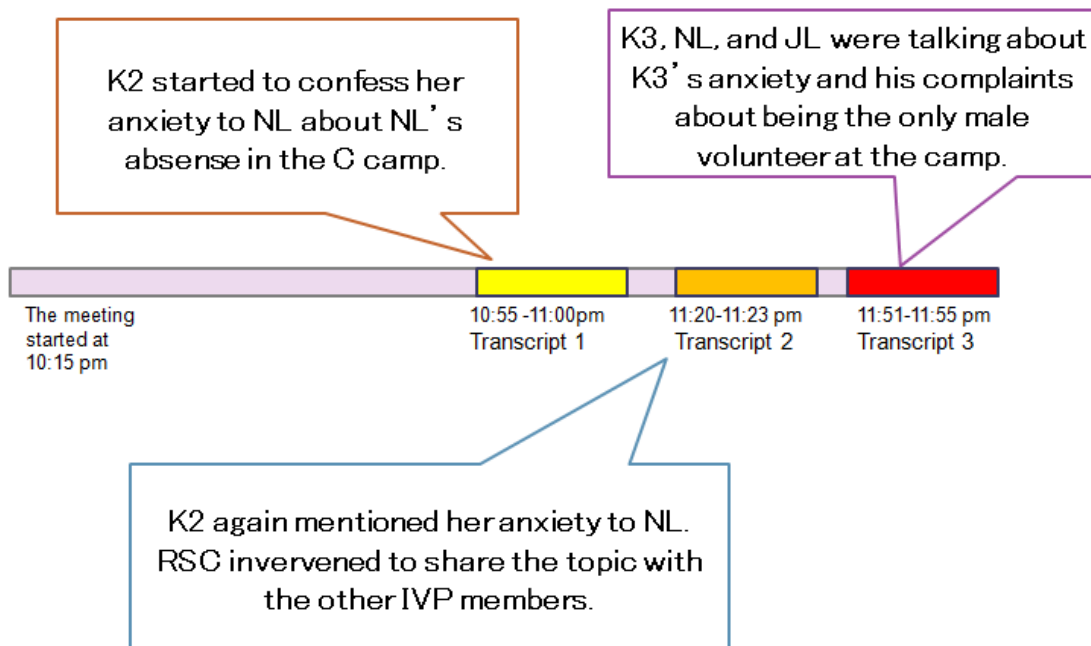 K2 started to confess her
anxiety to NL about NL's
absense in the C camp.
K3, NL, and JL were talking about
K3's anxiety and his complaints
about being the only male
volunteer at the camp.
The meeting
started at
10:15 pm
10:55 -11:00pm
Transcript 1
11:20-11:23 pm
Transcript 2
11:51-11:55 pm
Transcript 3
K2 again mentioned her anxiety to NL.
RSC invervened to share the topic with
the other IVP members.